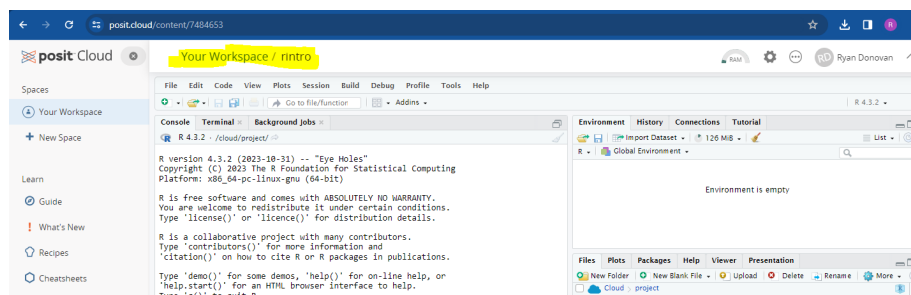 posit.cloud/content/7484653
posit Cloud
Your Workspace / rintro
RAM
RD Ryan Donovan
Spaces
Your Workspace
New Space
Learn
Guide
What's New
Recipes
Cheatsheets
File Edit Code View Plots Session Build Debug Profile Tools Help
Go to file/function Addins
R 4.3.2
Console Terminal Background Jobs
R 4.3.2 · /cloud/project/
R version 4.3.2 (2023-10-31) -- "Eye Holes"
Copyright (C) 2023 The R Foundation for Statistical Computing
Platform: x86_64-pc-linux-gnu (64-bit)
R is free software and comes with ABSOLUTELY NO WARRANTY.
You are welcome to redistribute it under certain conditions.
Type 'license()' or 'licence()' for distribution details.
R is a collaborative project with many contributors.
Type 'contributors()' for more information and
'citation()' on how to cite R or R packages in publications.
Type 'demo()' for some demos, 'help()' for on-line help, or
'help.start()' for an HTML browser interface to help.
Type 'q()' to quit R.
Environment History Connections Tutorial
Import Dataset 126 MiB List
R Global Environment
Environment is empty
Files Plots Packages Help Viewer Presentation
New Folder New Blank File Upload Delete Rename More
Cloud project